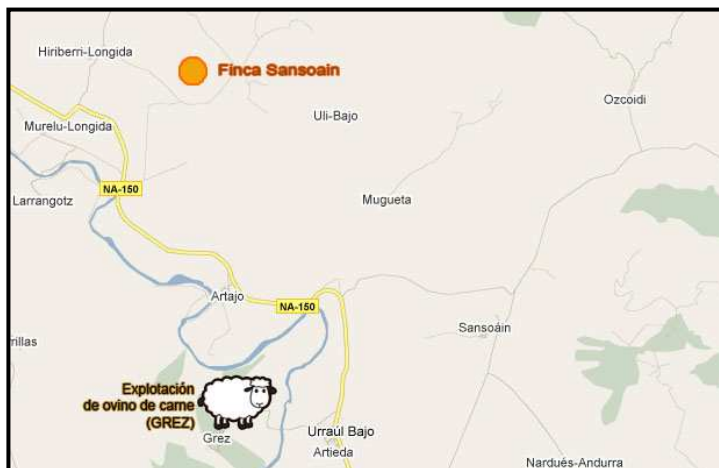 Hiriberri-Longida
Finca Sansoain
Ozcoidi
Uli-Bajo
Murelu-Longida
NA-150
Larrangotz
Mugueta
Artajo
NA-150
Sansoáin
rillas
Explotación
de ovino de carne
(GREZ)
Grez
Urraúl Bajo
Artieda
Nardués-Andurra